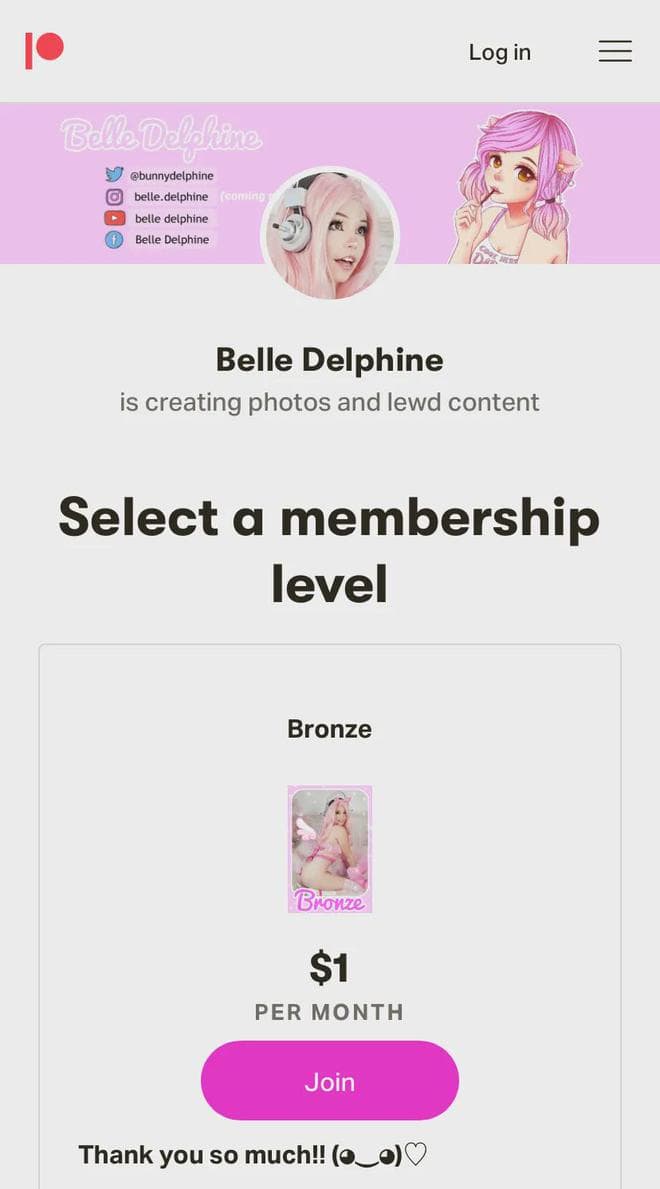 Log in
Belle Delphine
@bunnydelphine
belle.delphine (coming
belle delphine
Belle Delphine
Belle Delphine
is creating photos and lewd content
Select a membership
level
Bronze
Bronze
$1
PER MONTH
Join
Thank you so much!! (◕‿◕)♡